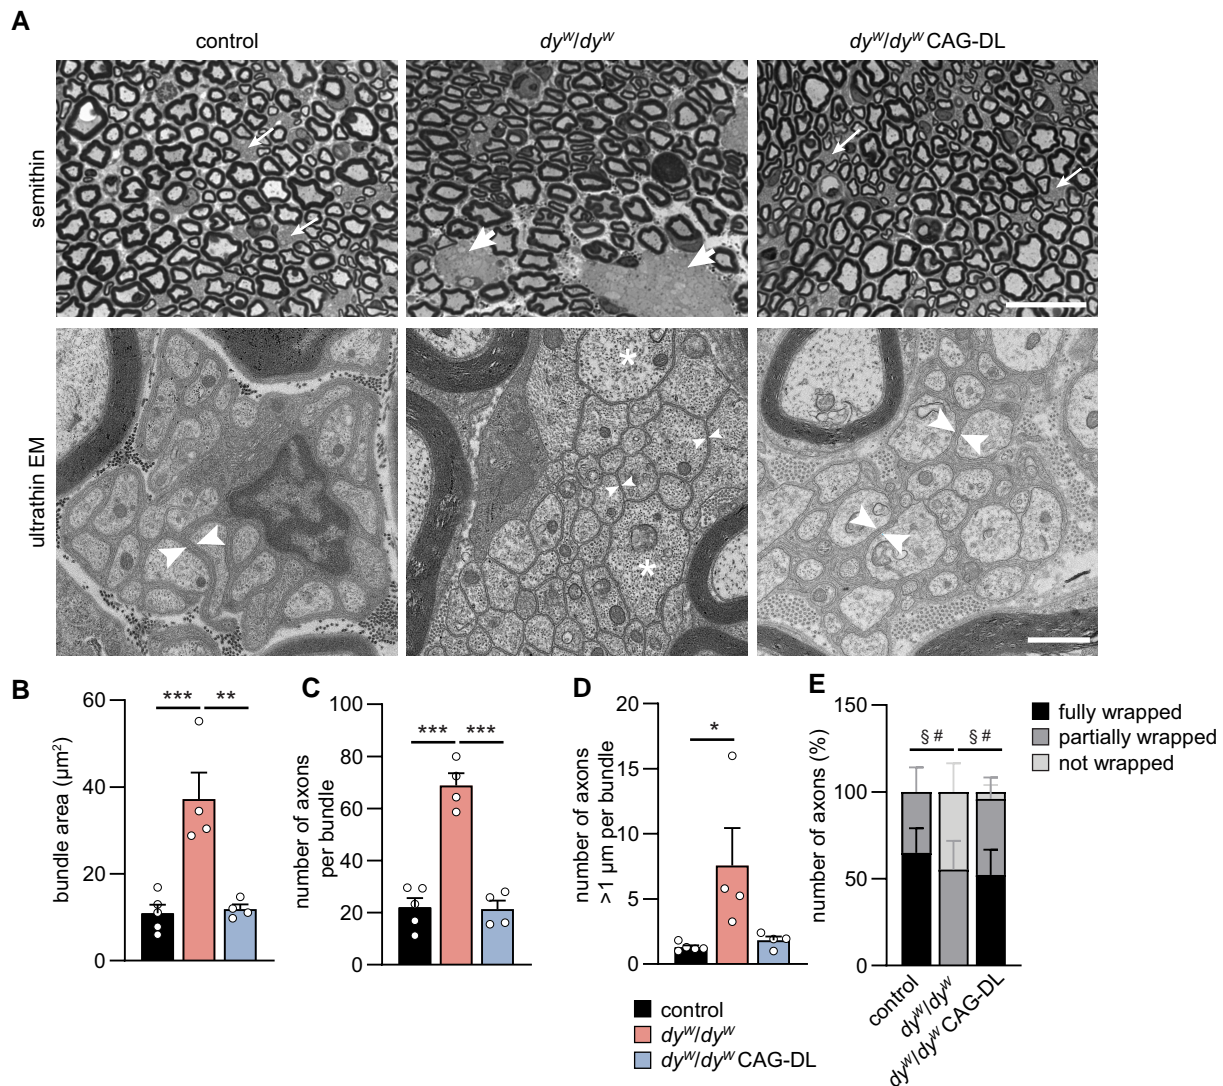 A
control
dyᵂ/dyᵂ
dyᵂ/dyᵂ CAG-DL
semithin
ultrathin EM
B
bundle area (µm²)
60
40
20
0
***
**
C
number of axons
per bundle
100
80
60
40
20
0
***
***
D
number of axons
>1 µm per bundle
20
15
10
5
0
*
control
dyᵂ/dyᵂ
dyᵂ/dyᵂ CAG-DL
E
number of axons (%)
150
100
50
0
§ #
§ #
control
dyᵂ/dyᵂ
dyᵂ/dyᵂ CAG-DL
fully wrapped
partially wrapped
not wrapped